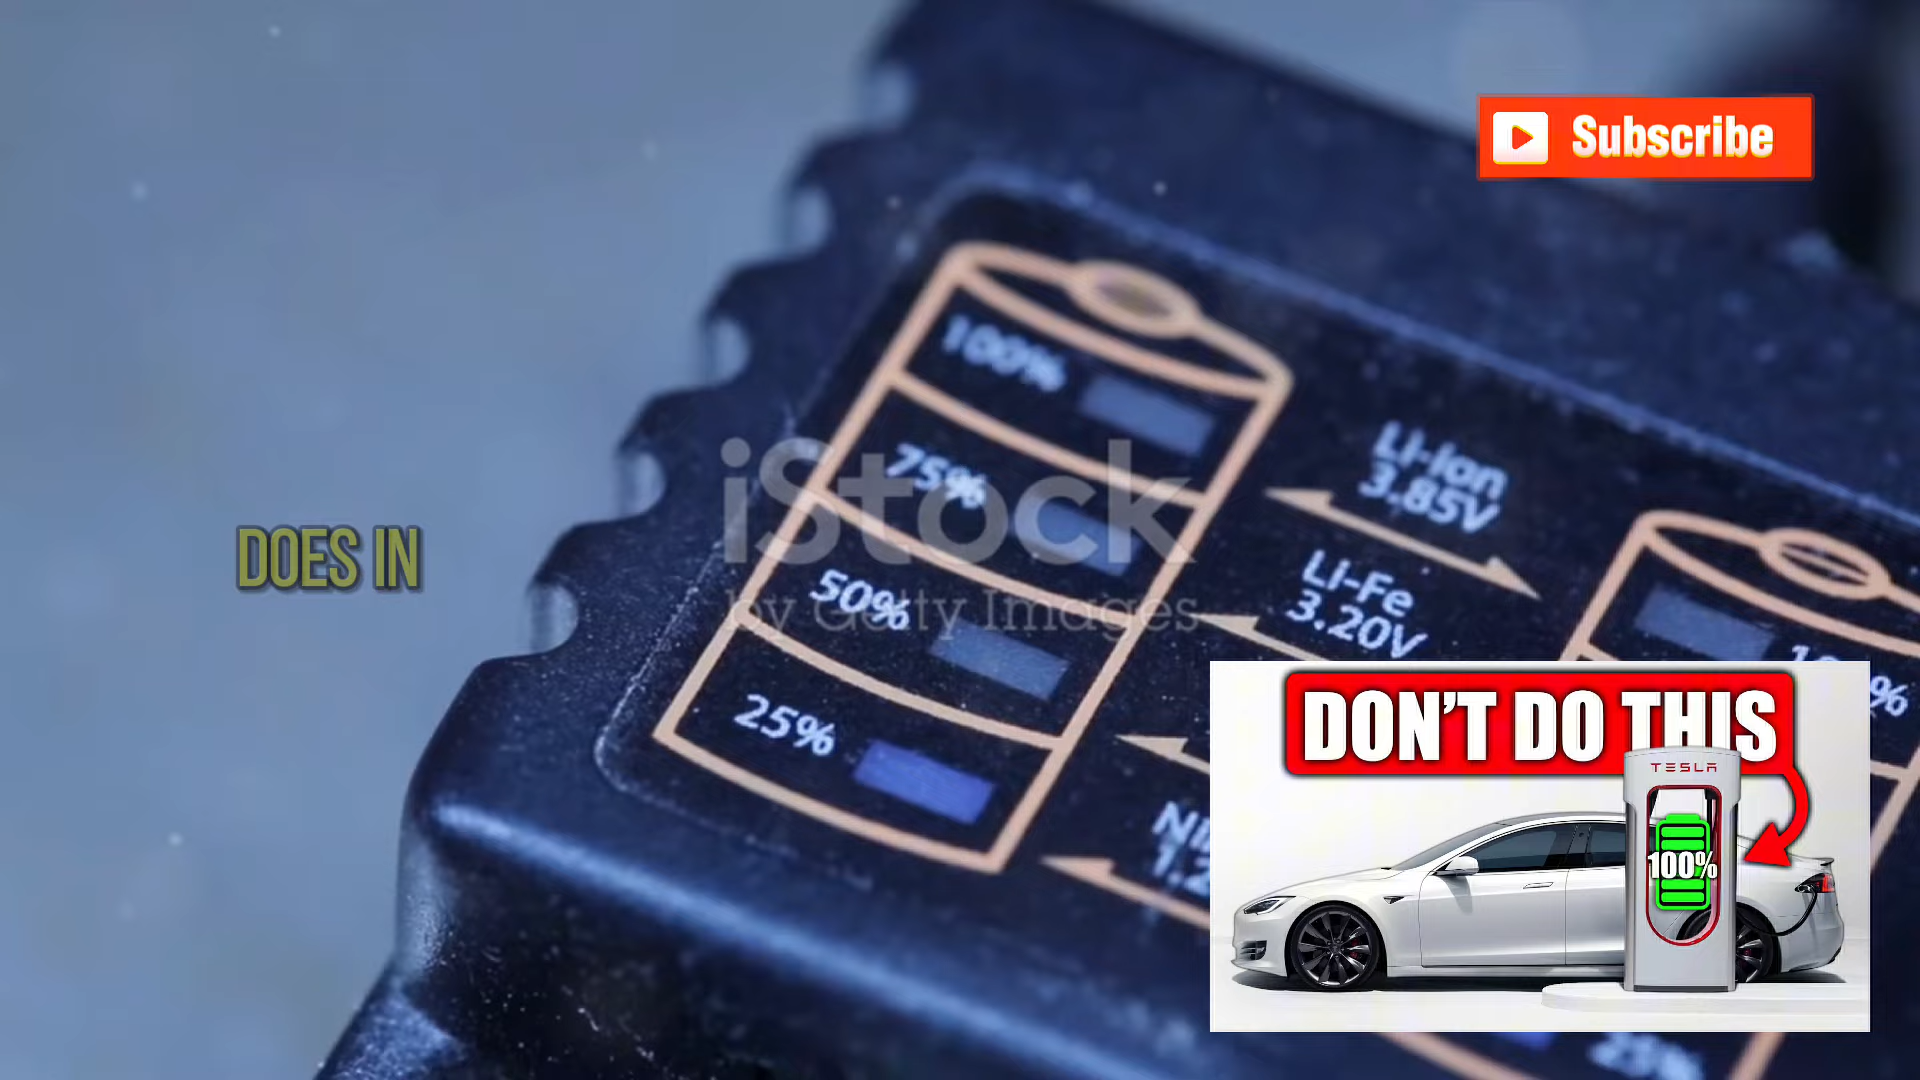 Subscribe
100%
75%
50%
25%
Li-ion
3.85V
Li-Fe
3.20V
iStock
by Getty Images
DOES IN
DON'T DO THIS
TESLA
100%
25%